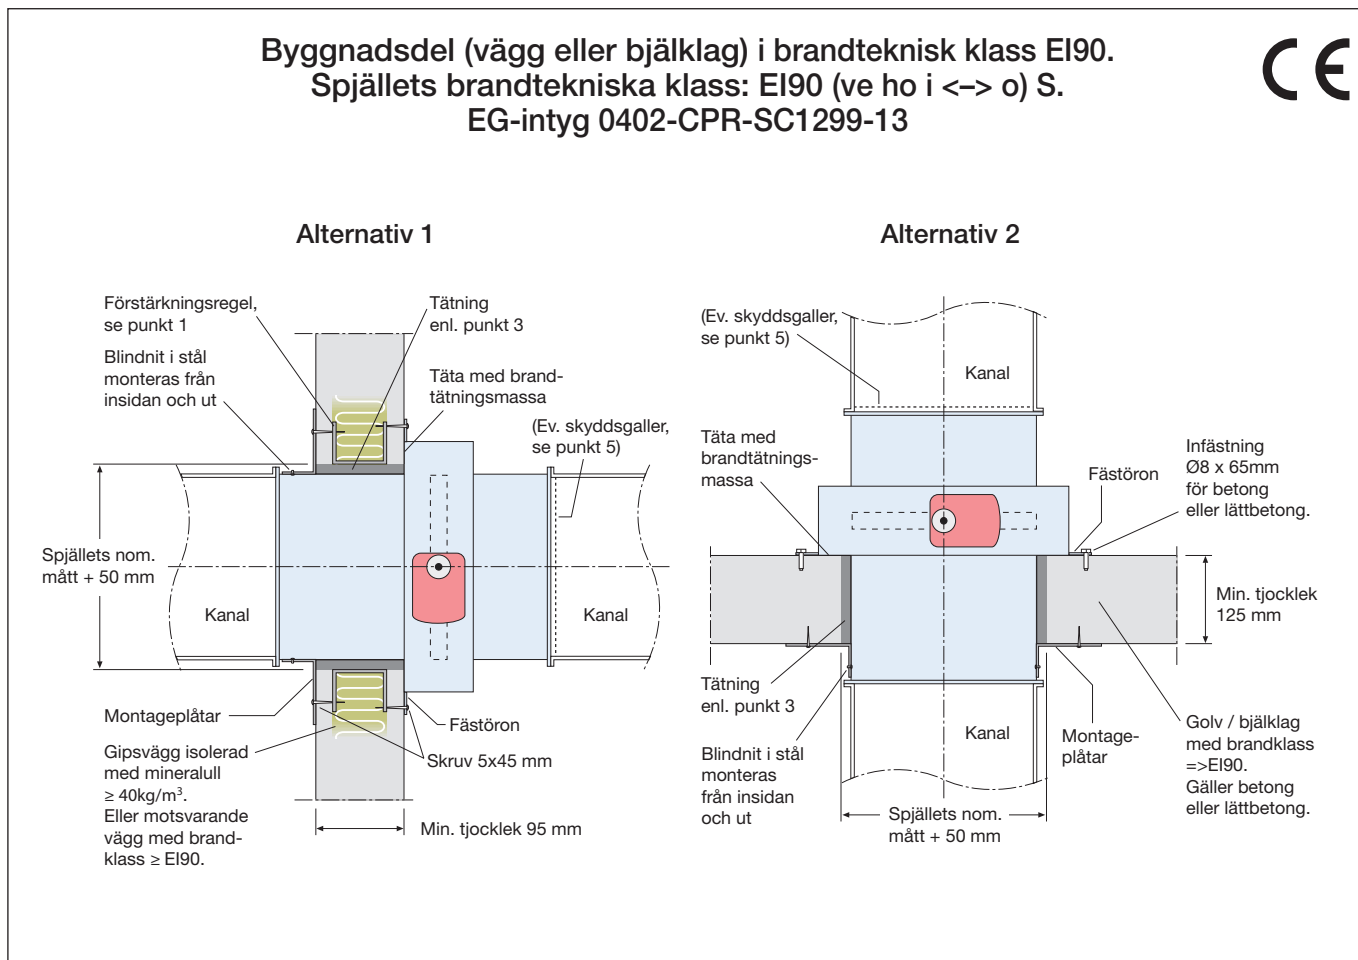 Byggnadsdel (vägg eller bjälklag) i brandteknisk klass EI90.
Spjällets brandtekniska klass: EI90 (ve ho i <–> o) S.
EG-intyg 0402-CPR-SC1299-13
CE
Alternativ 1
Förstärkningsregel,
se punkt 1
Tätning
enl. punkt 3
Blindnit i stål
monteras från
insidan och ut
Täta med brand-
tätningsmassa
(Ev. skyddsgaller,
se punkt 5)
Spjällets nom.
mått + 50 mm
Kanal
Kanal
Montageplåtar
Fästöron
Skruv 5x45 mm
Gipsvägg isolerad
med mineralull
≥ 40kg/m³.
Eller motsvarande
vägg med brand-
klass ≥ EI90.
Min. tjocklek 95 mm
Alternativ 2
(Ev. skyddsgaller,
se punkt 5)
Kanal
Täta med
brandtätnings-
massa
Fästöron
Infästning
Ø8 x 65mm
för betong
eller lättbetong.
Min. tjocklek
125 mm
Tätning
enl. punkt 3
Blindnit i stål
monteras
från insidan
och ut
Kanal
Montage-
plåtar
Golv / bjälklag
med brandklass
=>EI90.
Gäller betong
eller lättbetong.
Spjällets nom.
mått + 50 mm